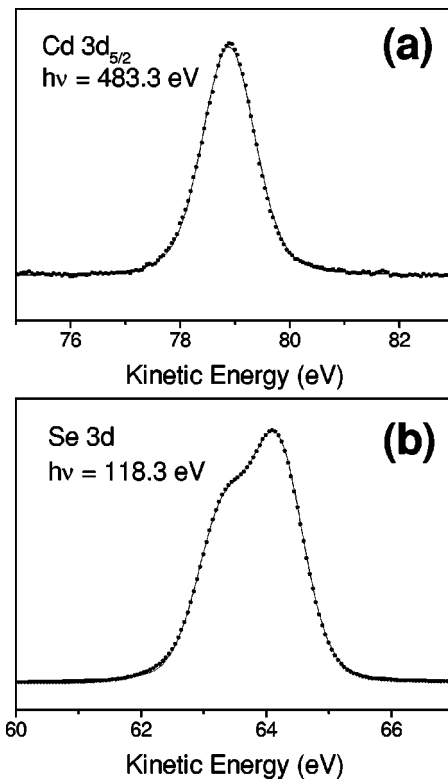 (a)
Cd 3d5/2
hν = 483.3 eV
76 78 80 82
Kinetic Energy (eV)
(b)
Se 3d
hν = 118.3 eV
60 62 64 66
Kinetic Energy (eV)